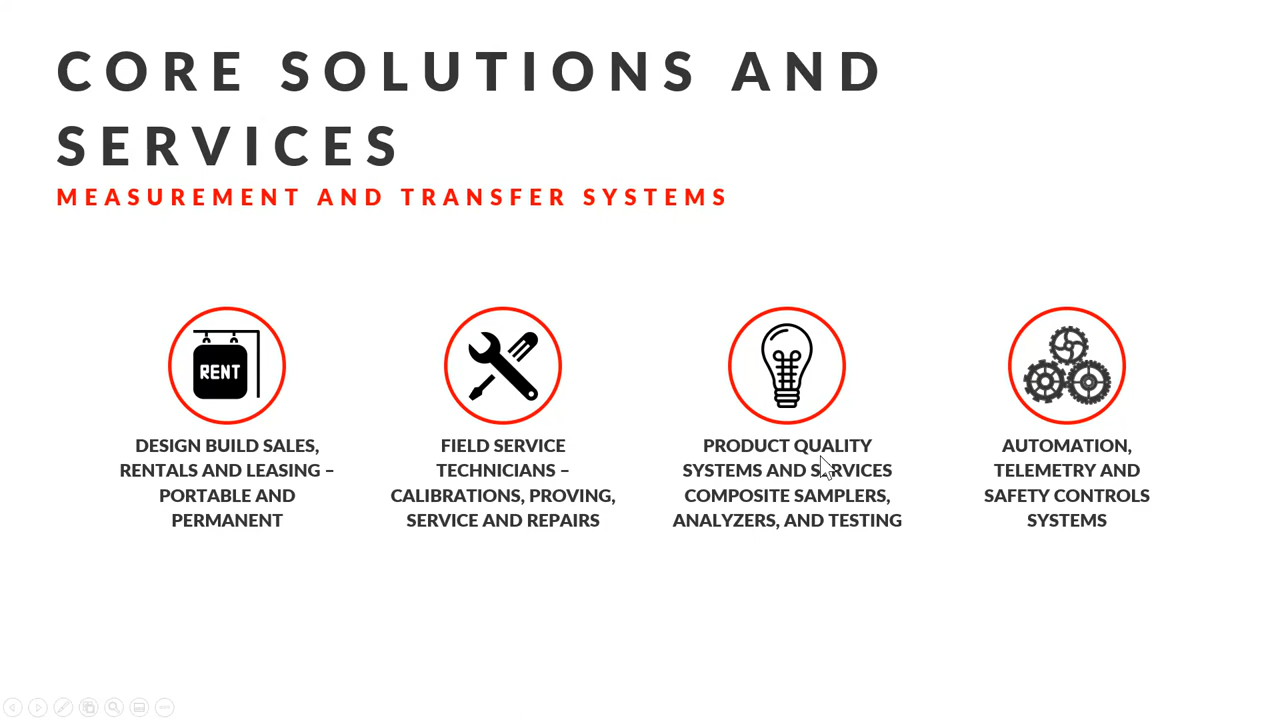 CORE SOLUTIONS AND
SERVICES
MEASUREMENT AND TRANSFER SYSTEMS
RENT
DESIGN BUILD SALES,
RENTALS AND LEASING –
PORTABLE AND
PERMANENT
FIELD SERVICE
TECHNICIANS –
CALIBRATIONS, PROVING,
SERVICE AND REPAIRS
PRODUCT QUALITY
SYSTEMS AND SERVICES
COMPOSITE SAMPLERS,
ANALYZERS, AND TESTING
AUTOMATION,
TELEMETRY AND
SAFETY CONTROLS
SYSTEMS